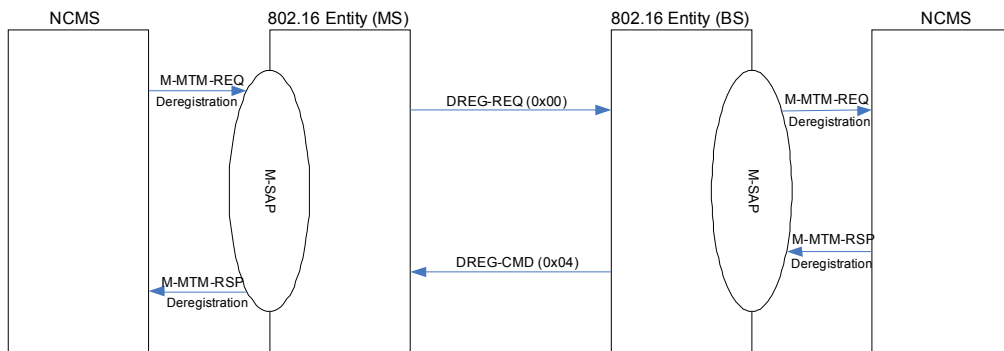 NCMS
802.16 Entity (MS)
802.16 Entity (BS)
NCMS
M-MTM-REQ
Deregistration
DREG-REQ (0x00)
M-MTM-REQ
Deregistration
M-SAP
M-SAP
M-MTM-RSP
Deregistration
DREG-CMD (0x04)
M-MTM-RSP
Deregistration